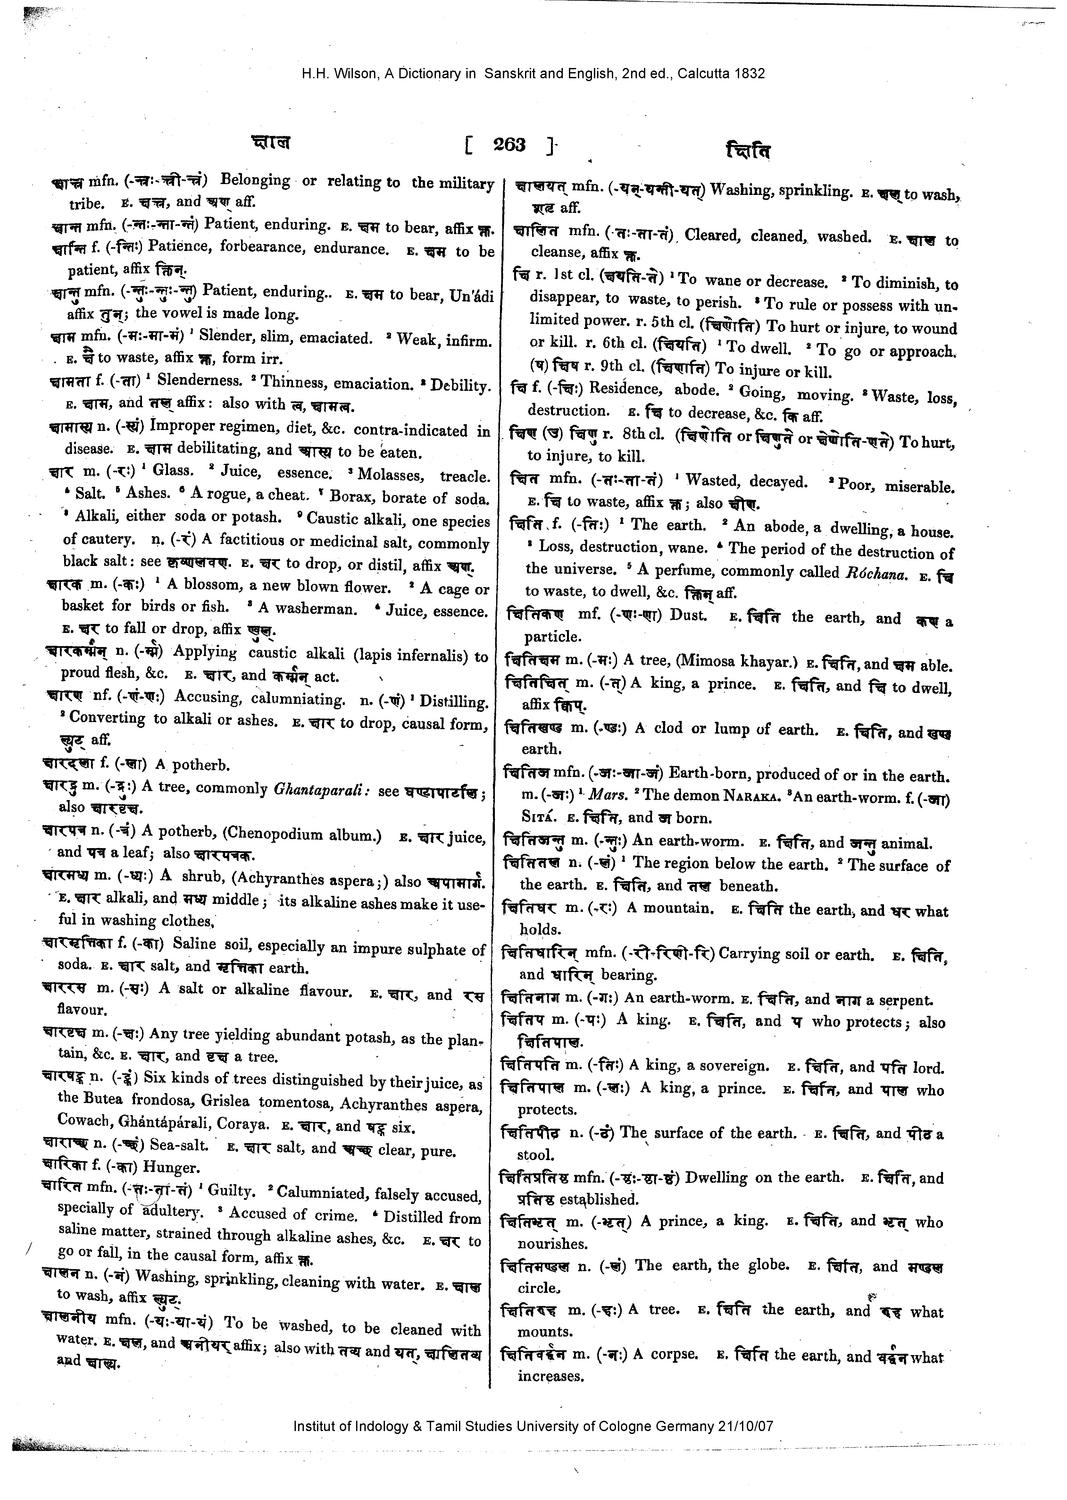 H.H. Wilson, A Dictionary in Sanskrit and English, 2nd ed., Calcutta 1832
क्षाल
[ 263 ]
क्षिति
क्षात्त्र mfn. (-त्त्रः-त्त्री-त्त्रं) Belonging or relating to the military
tribe. E. क्षत्त्र, and अण् aff.
क्षान्त mfn. (-न्तः-न्ता-न्तं) Patient, enduring. E. क्षम to bear, affix क्त.
क्षान्ति f. (-न्तिः) Patience, forbearance, endurance. E. क्षम to be
patient, affix क्तिन्.
क्षान्तु mfn. (-न्तुः-न्तुः-न्तु) Patient, enduring.. E. क्षम to bear, Un'ádi
affix तुन्; the vowel is made long.
क्षाम mfn. (-मः-मा-मं) ¹ Slender, slim, emaciated. ² Weak, infirm.
E. क्षै to waste, affix क्त, form irr.
क्षामता f. (-ता) ¹ Slenderness. ² Thinness, emaciation. ³ Debility.
E. क्षाम, and तल् affix: also with त्व, क्षामत्व.
क्षामास्य n. (-स्यं) Improper regimen, diet, &c. contra-indicated in
disease. E. क्षाम debilitating, and आस्य to be eaten.
क्षार m. (-रः) ¹ Glass. ² Juice, essence. ³ Molasses, treacle.
⁴ Salt. ⁵ Ashes. ⁶ A rogue, a cheat. ⁷ Borax, borate of soda.
⁸ Alkali, either soda or potash. ⁹ Caustic alkali, one species
of cautery. n. (-रं) A factitious or medicinal salt, commonly
black salt: see कृष्णलवण. E. क्षर to drop, or distil, affix अण्.
क्षारक m. (-कः) ¹ A blossom, a new blown flower. ² A cage or
basket for birds or fish. ³ A washerman. ⁴ Juice, essence.
E. क्षर to fall or drop, affix ण्वुल्.
क्षारकर्म्मन् n. (-र्म्म) Applying caustic alkali (lapis infernalis) to
proud flesh, &c. E. क्षार, and कर्म्मन् act.
क्षारण nf. (-णं-णः) Accusing, calumniating. n. (-णं) ¹ Distilling.
² Converting to alkali or ashes. E. क्षार to drop, causal form,
ल्युट् aff.
क्षारदला f. (-ला) A potherb.
क्षारद्रु m. (-द्रुः) A tree, commonly Ghantaparali: see घण्टापाटलि;
also क्षारवृक्ष.
क्षारपत्र n. (-त्रं) A potherb, (Chenopodium album.) E. क्षार juice,
and पत्र a leaf; also क्षारपत्रक.
क्षारमध्य m. (-ध्यः) A shrub, (Achyranthes aspera;) also अपामार्ग.
E. क्षार alkali, and मध्य middle; its alkaline ashes make it use-
ful in washing clothes,
क्षारमृत्तिका f. (-का) Saline soil, especially an impure sulphate of
soda. E. क्षार salt, and मृत्तिका earth.
क्षाररस m. (-सः) A salt or alkaline flavour. E. क्षार, and रस
flavour.
क्षारवृक्ष m. (-क्षः) Any tree yielding abundant potash, as the plan-
tain, &c. E. क्षार, and वृक्ष a tree.
क्षारषट्क n. (-ट्कं) Six kinds of trees distinguished by their juice, as
the Butea frondosa, Grislea tomentosa, Achyranthes aspera,
Cowach, Ghántápárali, Coraya. E. क्षार, and षट्क six.
क्षाराच्छ n. (-च्छं) Sea-salt. E. क्षार salt, and अच्छ clear, pure.
क्षारिका f. (-का) Hunger.
क्षारित mfn. (-तः-ता-तं) ¹ Guilty. ² Calumniated, falsely accused,
specially of adultery. ³ Accused of crime. ⁴ Distilled from
saline matter, strained through alkaline ashes, &c. E. क्षर to
go or fall, in the causal form, affix क्त.
क्षालन n. (-नं) Washing, sprinkling, cleaning with water. E. क्षाल
to wash, affix ल्युट्.
क्षालनीय mfn. (-यः-या-यं) To be washed, to be cleaned with
water. E. क्षल, and अनीयर् affix; also with तव्य and यत्, क्षालितव्य
and क्षाल्य.
क्षालयत् mfn. (-यन्-यन्ती-यत्) Washing, sprinkling. E. क्षल् to wash,
शतृ aff.
क्षालित mfn. (-तः-ता-तं) Cleared, cleaned, washed. E. क्षाल to
cleanse, affix क्त.
क्षि r. 1st cl. (क्षयति-ते) ¹ To wane or decrease. ² To diminish, to
disappear, to waste, to perish. ³ To rule or possess with un-
limited power. r. 5th cl. (क्षिणोति) To hurt or injure, to wound
or kill. r. 6th cl. (क्षियति) ¹ To dwell. ² To go or approach.
(ष) क्षिष r. 9th cl. (क्षिणाति) To injure or kill.
क्षि f. (-क्षिः) Residence, abode. ² Going, moving. ³ Waste, loss,
destruction. E. क्षि to decrease, &c. कि aff.
क्षिण (उ) क्षिणु r. 8th cl. (क्षिणोति or क्षिणुते or क्षेणोति-णते) To hurt,
to injure, to kill.
क्षित mfn. (-तः-ता-तं) ¹ Wasted, decayed. ² Poor, miserable.
E. क्षि to waste, affix क्त; also क्षीण.
क्षिति f. (-तिः) ¹ The earth. ² An abode, a dwelling, a house.
³ Loss, destruction, wane. ⁴ The period of the destruction of
the universe. ⁵ A perfume, commonly called Róchana. E. क्षि
to waste, to dwell, &c. क्तिन् aff.
क्षितिकण mf. (-णः-णा) Dust. E. क्षिति the earth, and कण a
particle.
क्षितिक्षम m. (-मः) A tree, (Mimosa khayar.) E. क्षिति, and क्षम able.
क्षितिक्षित् m. (-त्) A king, a prince. E. क्षिति, and क्षि to dwell,
affix क्विप्.
क्षितिखण्ड m. (-ण्डः) A clod or lump of earth. E. क्षिति, and खण्ड
earth.
क्षितिज mfn. (-जः-जा-जं) Earth-born, produced of or in the earth.
m. (-जः) ¹ Mars. ² The demon NARAKA. ³ An earth-worm. f. (-जा)
SITÁ. E. क्षिति, and ज born.
क्षितिजन्तु m. (-न्तुः) An earth-worm. E. क्षिति, and जन्तु animal.
क्षितितल n. (-लं) ¹ The region below the earth. ² The surface of
the earth. E. क्षिति, and तल beneath.
क्षितिधर m. (-रः) A mountain. E. क्षिति the earth, and धर what
holds.
क्षितिधारिन् mfn. (-री-रिणी-रि) Carrying soil or earth. E. क्षिति,
and धारिन् bearing.
क्षितिनाग m. (-गः) An earth-worm. E. क्षिति, and नाग a serpent.
क्षितिप m. (-पः) A king. E. क्षिति, and प who protects; also
क्षितिपाल.
क्षितिपति m. (-तिः) A king, a sovereign. E. क्षिति, and पति lord.
क्षितिपाल m. (-लः) A king, a prince. E. क्षिति, and पाल who
protects.
क्षितिपीठ n. (-ठं) The surface of the earth. E. क्षिति, and पीठ a
stool.
क्षितिप्रतिष्ठ mfn. (-ष्ठः-ष्ठा-ष्ठं) Dwelling on the earth. E. क्षिति, and
प्रतिष्ठ established.
क्षितिभृत् m. (-भृत्) A prince, a king. E. क्षिति, and भृत् who
nourishes.
क्षितिमण्डल n. (-लं) The earth, the globe. E. क्षिति, and मण्डल
circle.
क्षितिरुह m. (-हः) A tree. E. क्षिति the earth, and रुह what
mounts.
क्षितिवर्द्धन m. (-नः) A corpse. E. क्षिति the earth, and वर्द्धन what
increases.
Institut of Indology & Tamil Studies University of Cologne Germany 21/10/07